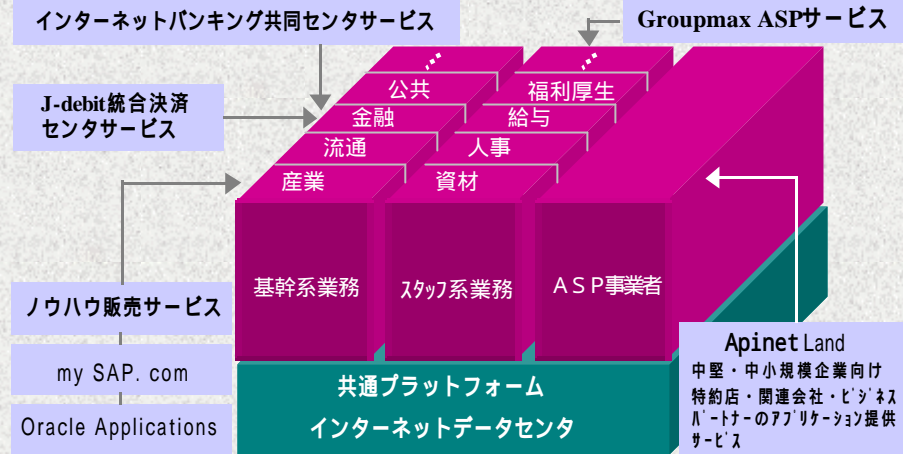 インターネットバンキング共同センタサービス
Groupmax ASPサービス
J-debit統合決済
センタサービス
公共
福利厚生
金融
給与
流通
人事
産業
資材
基幹系業務
ｽﾀｯﾌ系業務
ＡＳＰ事業者
ノウハウ販売サービス
my SAP. com
Oracle Applications
共通プラットフォーム
インターネットデータセンタ
Apinet Land
中堅・中小規模企業向け
特約店・関連会社・ﾋﾞｼﾞﾈｽ
ﾊﾟｰﾄﾅｰのｱﾌﾟﾘｹｰｼｮﾝ提供
ｻｰﾋﾞｽ